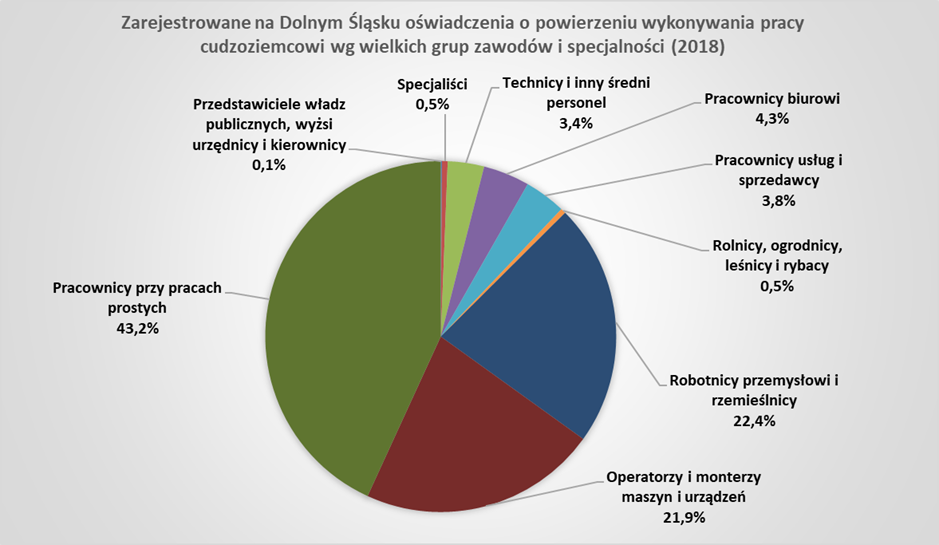 Zarejestrowane na Dolnym Śląsku oświadczenia o powierzeniu wykonywania pracy
cudzoziemcowi wg wielkich grup zawodów i specjalności (2018)
Przedstawiciele władz
publicznych, wyżsi
urzędnicy i kierownicy
0,1%
Specjaliści
0,5%
Technicy i inny średni
personel
3,4%
Pracownicy biurowi
4,3%
Pracownicy usług i
sprzedawcy
3,8%
Rolnicy, ogrodnicy,
leśnicy i rybacy
0,5%
Robotnicy przemysłowi i
rzemieślnicy
22,4%
Operatorzy i monterzy
maszyn i urządzeń
21,9%
Pracownicy przy pracach
prostych
43,2%